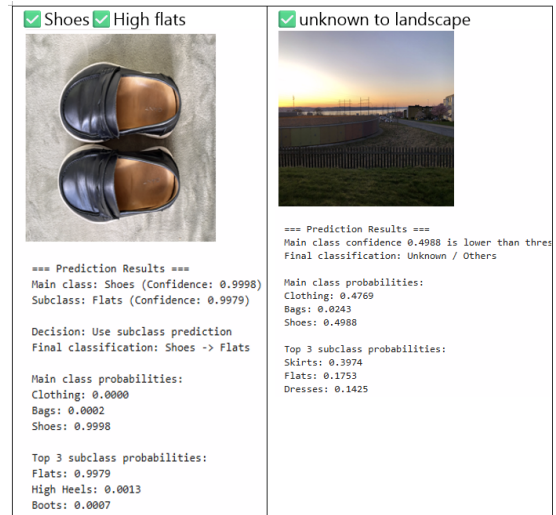 ✅ Shoes ✅ High flats
=== Prediction Results ===
Main class: Shoes (Confidence: 0.9998)
Subclass: Flats (Confidence: 0.9979)
Decision: Use subclass prediction
Final classification: Shoes -> Flats
Main class probabilities:
Clothing: 0.0000
Bags: 0.0002
Shoes: 0.9998
Top 3 subclass probabilities:
Flats: 0.9979
High Heels: 0.0013
Boots: 0.0007
✅ unknown to landscape
=== Prediction Results ===
Main class confidence 0.4988 is lower than thres
Final classification: Unknown / Others
Main class probabilities:
Clothing: 0.4769
Bags: 0.0243
Shoes: 0.4988
Top 3 subclass probabilities:
Skirts: 0.3974
Flats: 0.1753
Dresses: 0.1425